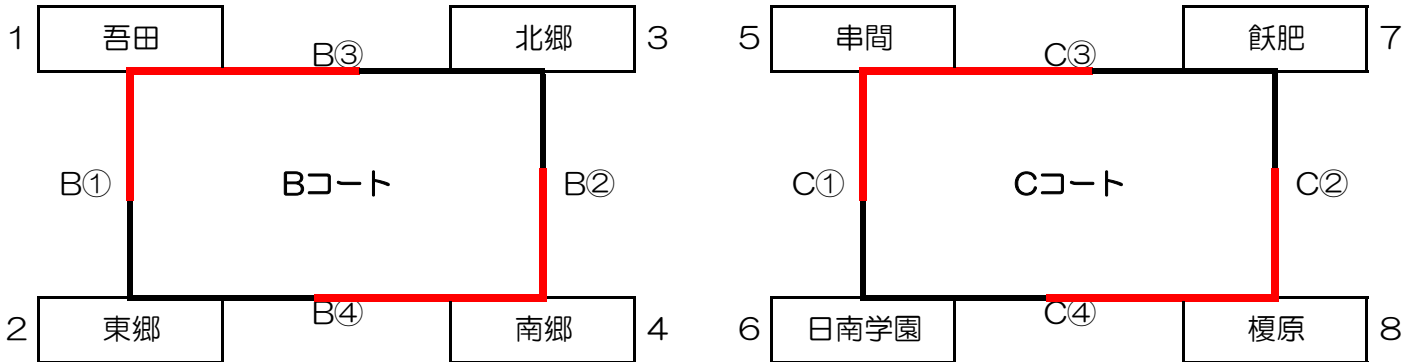 1 吾田 B③ 北郷 3 5 串間 C③ 飫肥 7
B① Bコート B② C① Cコート C②
2 東郷 B④ 南郷 4 6 日南学園 C④ 榎原 8